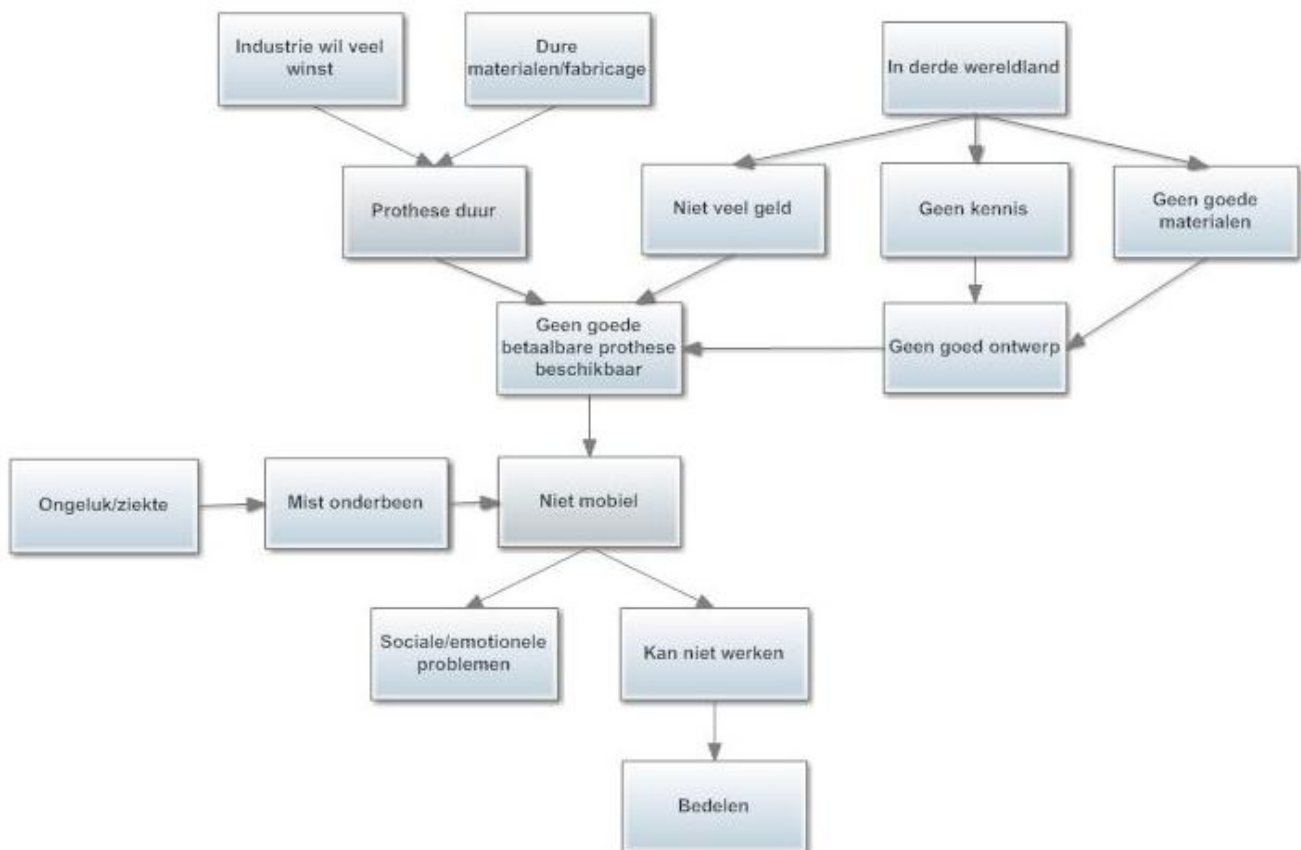 Industrie wil veel
winst
Dure
materialen/fabricage
In derde wereldland
Prothese duur
Niet veel geld
Geen kennis
Geen goede
materialen
Geen goede
betaalbare prothese
beschikbaar
Geen goed ontwerp
Ongeluk/ziekte
Mist onderbeen
Niet mobiel
Sociale/emotionele
problemen
Kan niet werken
Bedelen